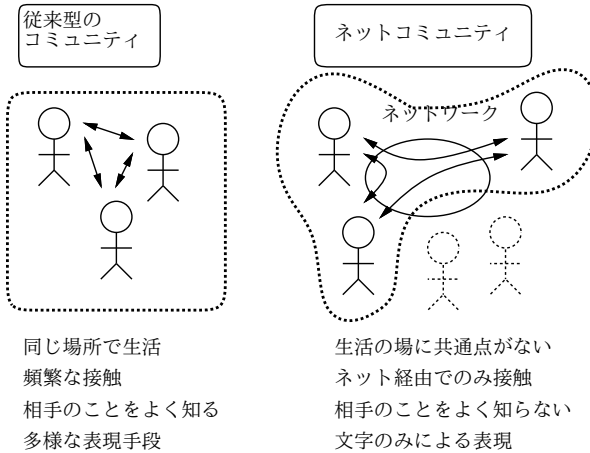 従来型の
コミュニティ
ネットコミュニティ
ネットワーク
同じ場所で生活
頻繁な接触
相手のことをよく知る
多様な表現手段
生活の場に共通点がない
ネット経由でのみ接触
相手のことをよく知らない
文字のみによる表現